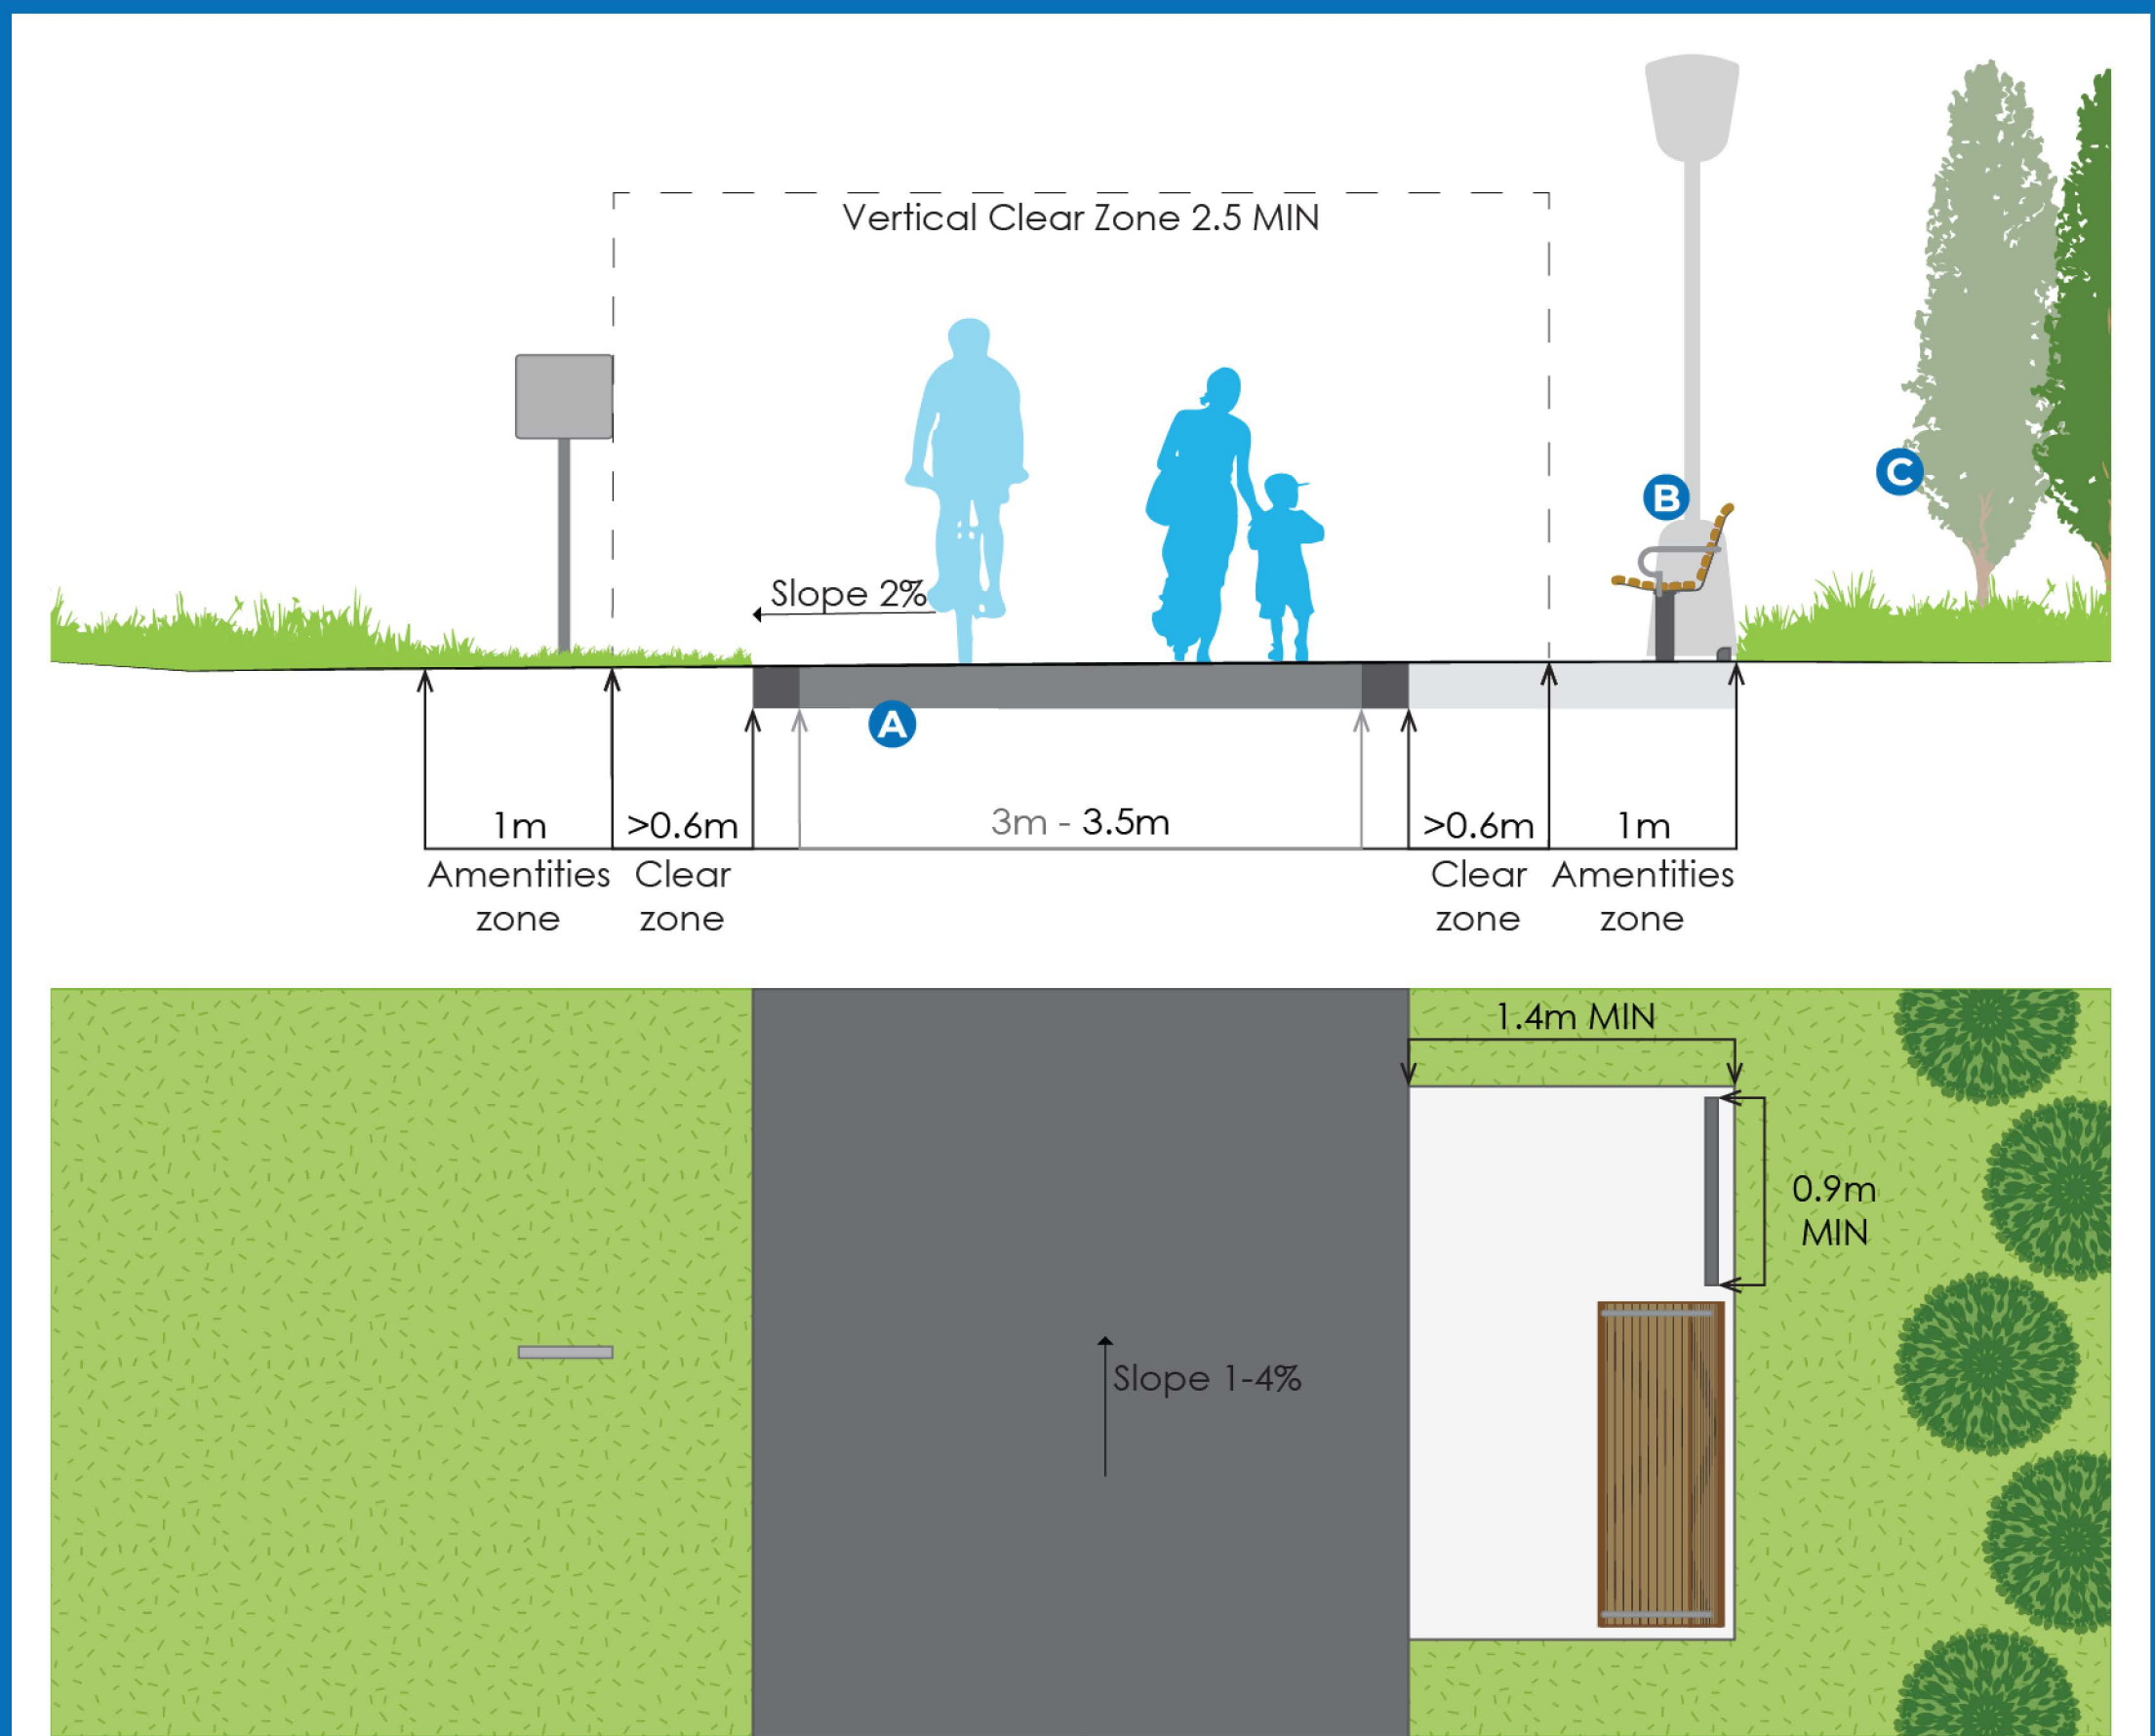 Vertical Clear Zone 2.5 MIN
B
C
Slope 2%
A
1m
>0.6m
3m - 3.5m
>0.6m
1m
Amentities
zone
Clear
zone
Clear
zone
Amentities
zone
1.4m MIN
0.9m
MIN
Slope 1-4%